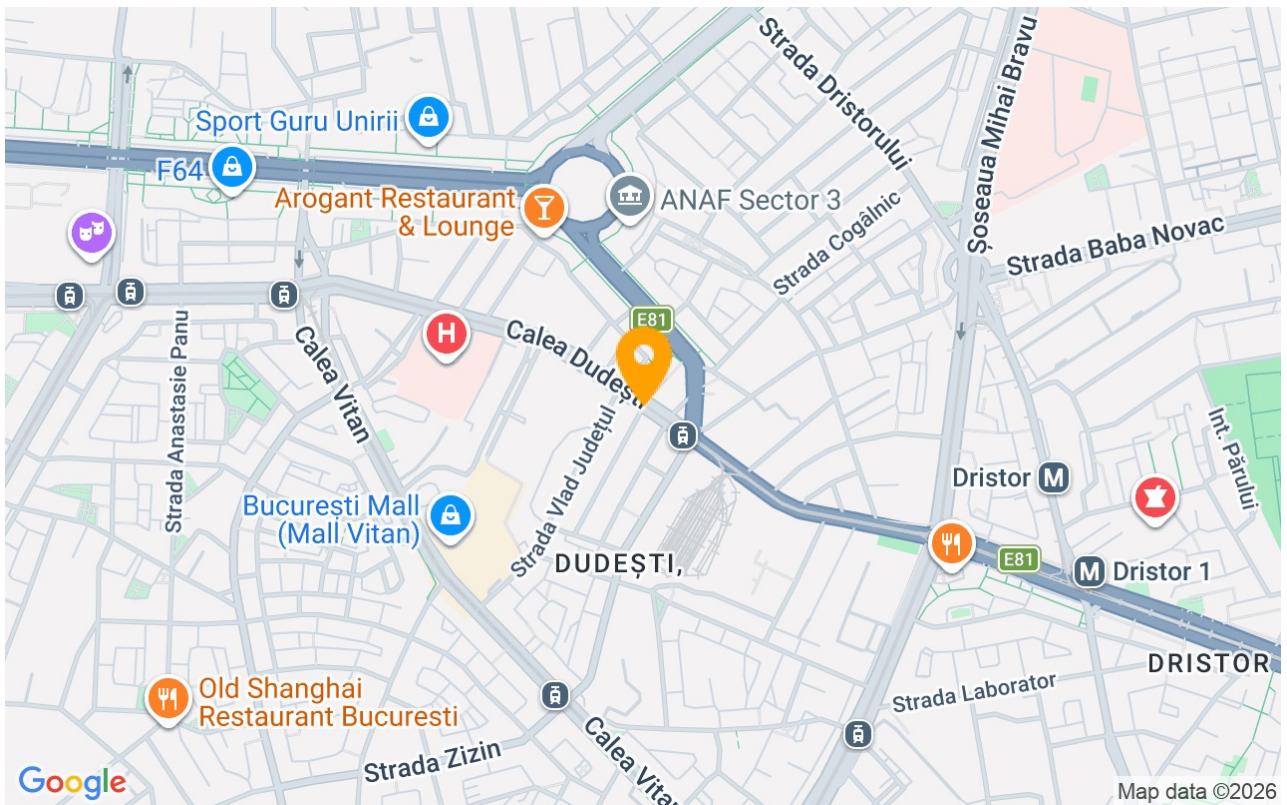 Strada Dristorului
Șoseaua Mihai Bravu
Sport Guru Unirii
F64
Arogant Restaurant
& Lounge
ANAF Sector 3
Strada Cogâlnic
Strada Baba Novac
E81
Calea Dudești
H
Calea Vitan
Strada Anastasie Panu
Strada Vlad Județul
Int. Părului
Dristor
M
București Mall
(Mall Vitan)
DUDEȘTI,
E81
M
Dristor 1
DRISTOR
Old Shanghai
Restaurant Bucuresti
Strada Laborator
Strada Zizin
Calea Vitan
Google
Map data ©2026